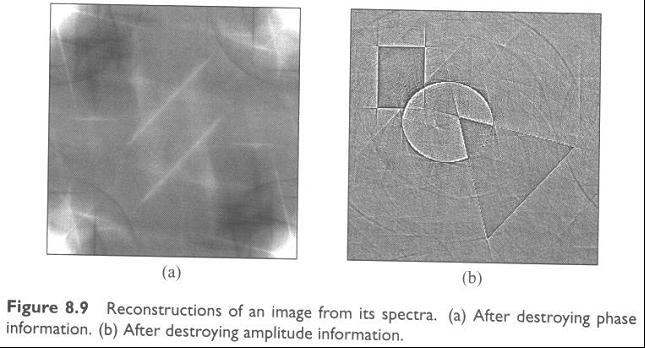 (a)
(b)
Figure 8.9 Reconstructions of an image from its spectra. (a) After destroying phase
information. (b) After destroying amplitude information.